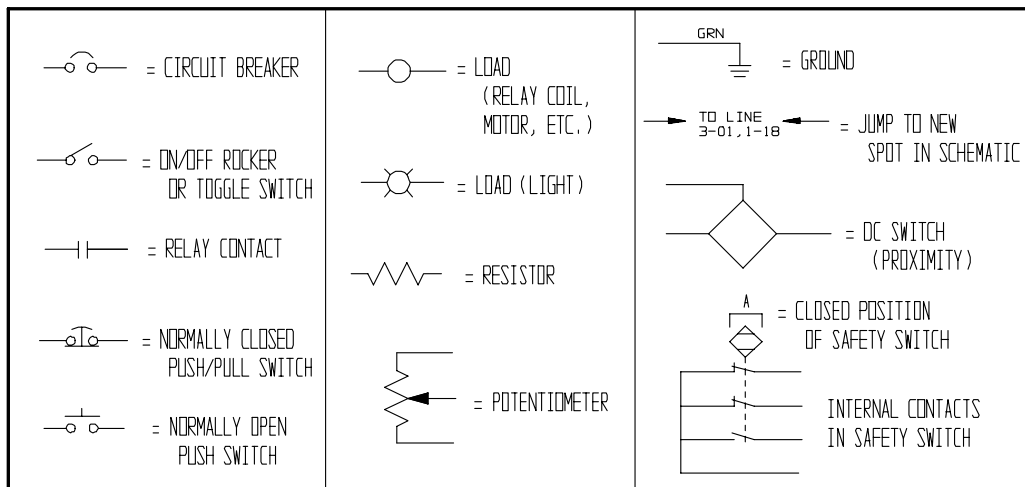 = CIRCUIT BREAKER
= ON/OFF ROCKER
OR TOGGLE SWITCH
= RELAY CONTACT
= NORMALLY CLOSED
PUSH/PULL SWITCH
= NORMALLY OPEN
PUSH SWITCH
= LOAD
(RELAY COIL,
MOTOR, ETC.)
= LOAD (LIGHT)
= RESISTOR
= POTENTIOMETER
GRN
= GROUND
TO LINE
3-01,1-18
= JUMP TO NEW
SPOT IN SCHEMATIC
= DC SWITCH
(PROXIMITY)
A
= CLOSED POSITION
OF SAFETY SWITCH
INTERNAL CONTACTS
IN SAFETY SWITCH